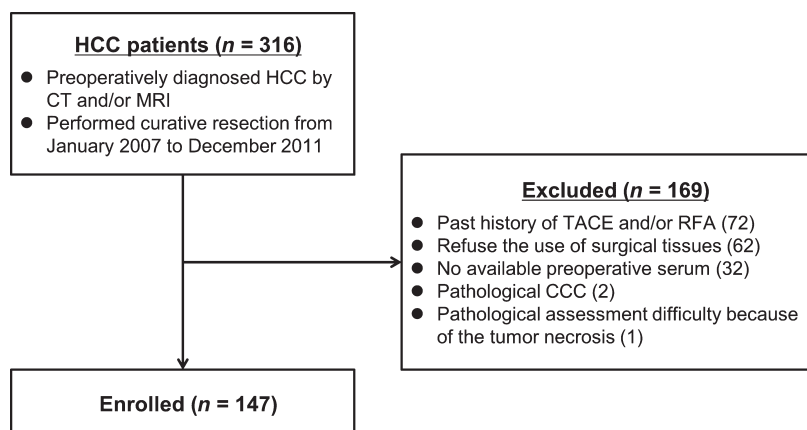 HCC patients (n = 316)
● Preoperatively diagnosed HCC by
CT and/or MRI
● Performed curative resection from
January 2007 to December 2011
Excluded (n = 169)
● Past history of TACE and/or RFA (72)
● Refuse the use of surgical tissues (62)
● No available preoperative serum (32)
● Pathological CCC (2)
● Pathological assessment difficulty because
of the tumor necrosis (1)
Enrolled (n = 147)